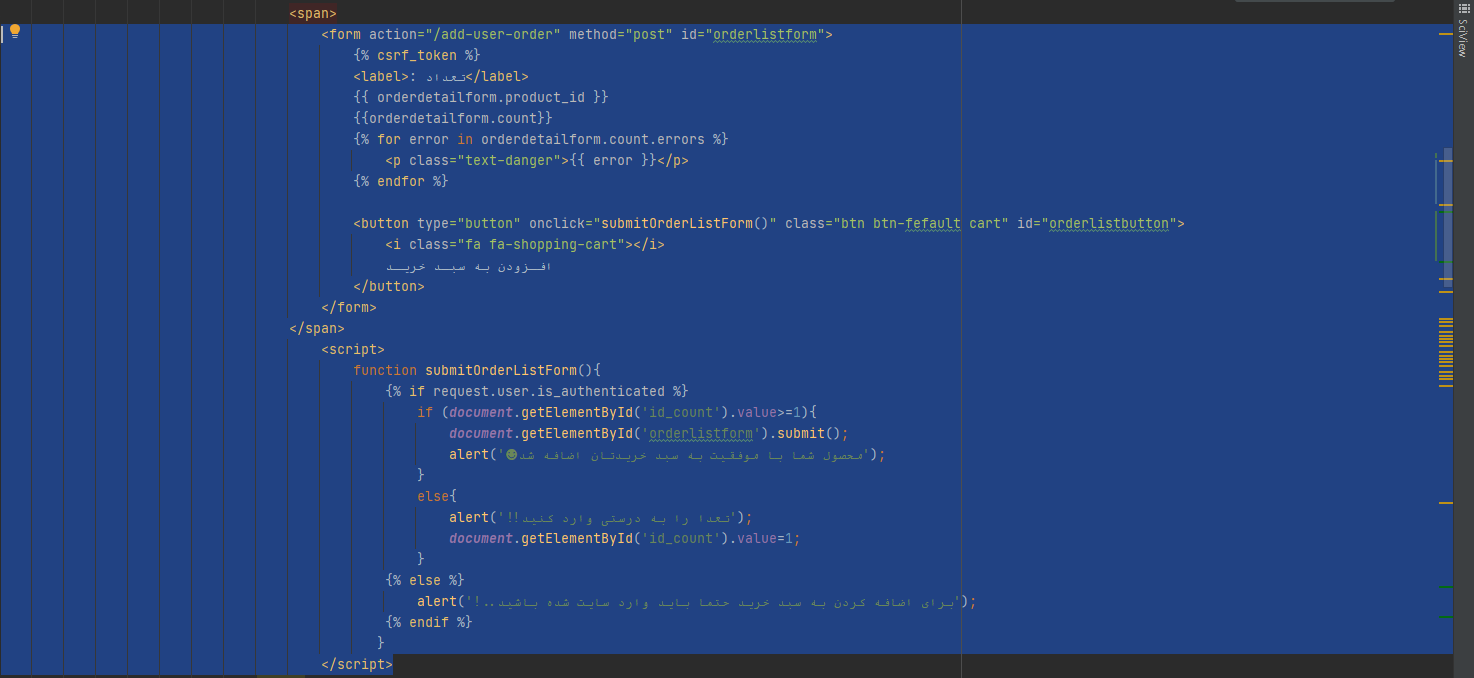 <span>
<form action="/add-user-order" method="post" id="orderlistform">
{% csrf_token %}
<label>: تعداد</label>
{{ orderdetailform.product_id }}
{{orderdetailform.count}}
{% for error in orderdetailform.count.errors %}
<p class="text-danger">{{ error }}</p>
{% endfor %}
<button type="button" onclick="submitOrderListForm()" class="btn btn-fefault cart" id="orderlistbutton">
<i class="fa fa-shopping-cart"></i>
افـزودن به سبـد خریـد
</button>
</form>
</span>
<script>
function submitOrderListForm(){
{% if request.user.is_authenticated %}
if (document.getElementById('id_count').value>=1){
document.getElementById('orderlistform').submit();
alert('محصول شما با موفقیت به سبد خریدتان اضافه شد☻');
}
else{
alert('تعدا را به درستی وارد کنید!!');
document.getElementById('id_count').value=1;
}
{% else %}
alert('برای اضافه کردن به سبد خرید حتما باید وارد سایت شده باشید..!');
{% endif %}
}
</script>
SciView